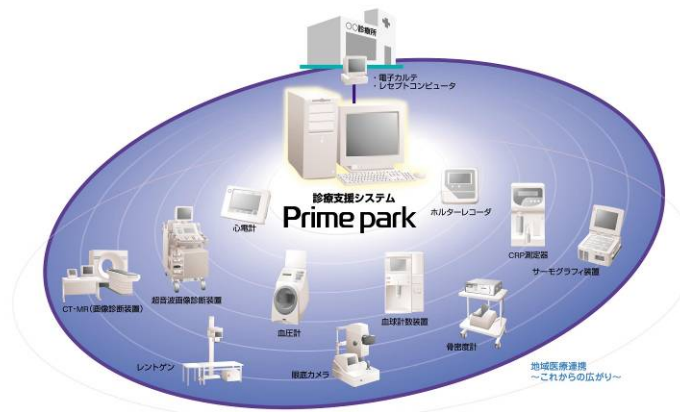 ○○診療所
・電子カルテ
・レセプトコンピュータ
診療支援システム
Prime park
心電計
ホルターレコーダ
CRP測定器
サーモグラフィ装置
超音波画像診断装置
CT-MR(画像診断装置)
血圧計
血球計数装置
骨密度計
レントゲン
眼底カメラ
地域医療連携
～これからの広がり～